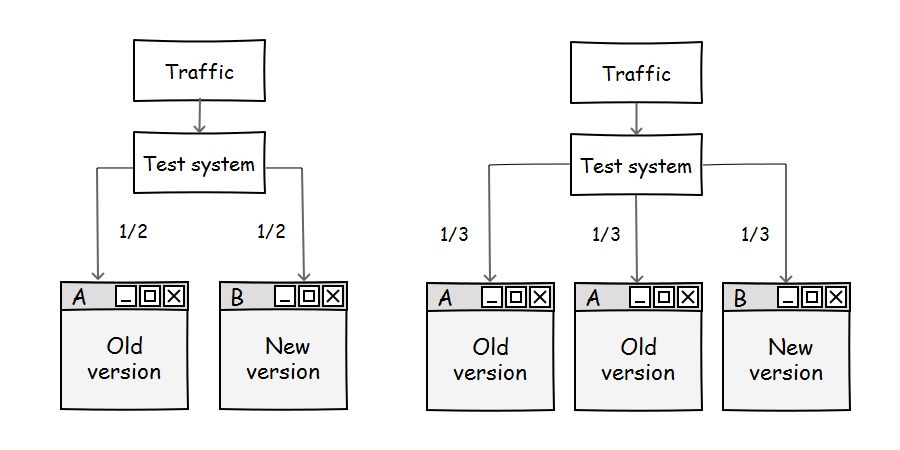 Traffic
Test system
1/2
1/2
A
Old
version
B
New
version
Traffic
Test system
1/3
1/3
1/3
A
Old
version
A
Old
version
B
New
version